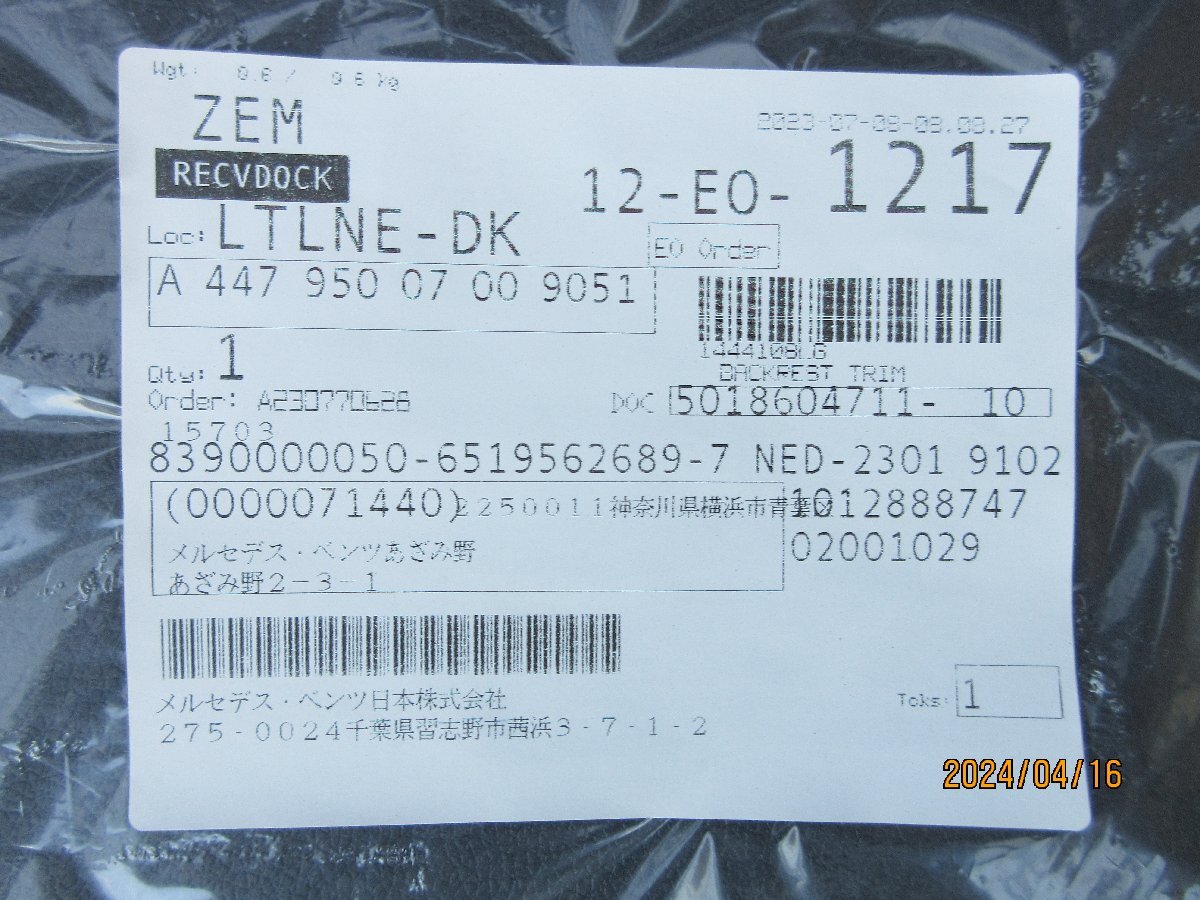 Wgt: 0.6 / 0.6 kg
ZEM
2023-07-08-08.08.27
RECVDOCK
12-EO-1217
Loc: LTLNE-DK
EO Order
A 447 950 07 00 9051
1444108LG
Qty: 1
BACKREST TRIM
Order: A230770628
DOC 5018604711- 10
15703
8390000050-6519562689-7 NED-2301 9102
(0000071440) 2250011神奈川県横浜市青葉区
1012888747
メルセデス・ベンツあざみ野
02001029
あざみ野2-3-1
メルセデス・ベンツ日本株式会社
Toks: 1
275-0024千葉県習志野市茜浜3-7-1-2
2024/04/16